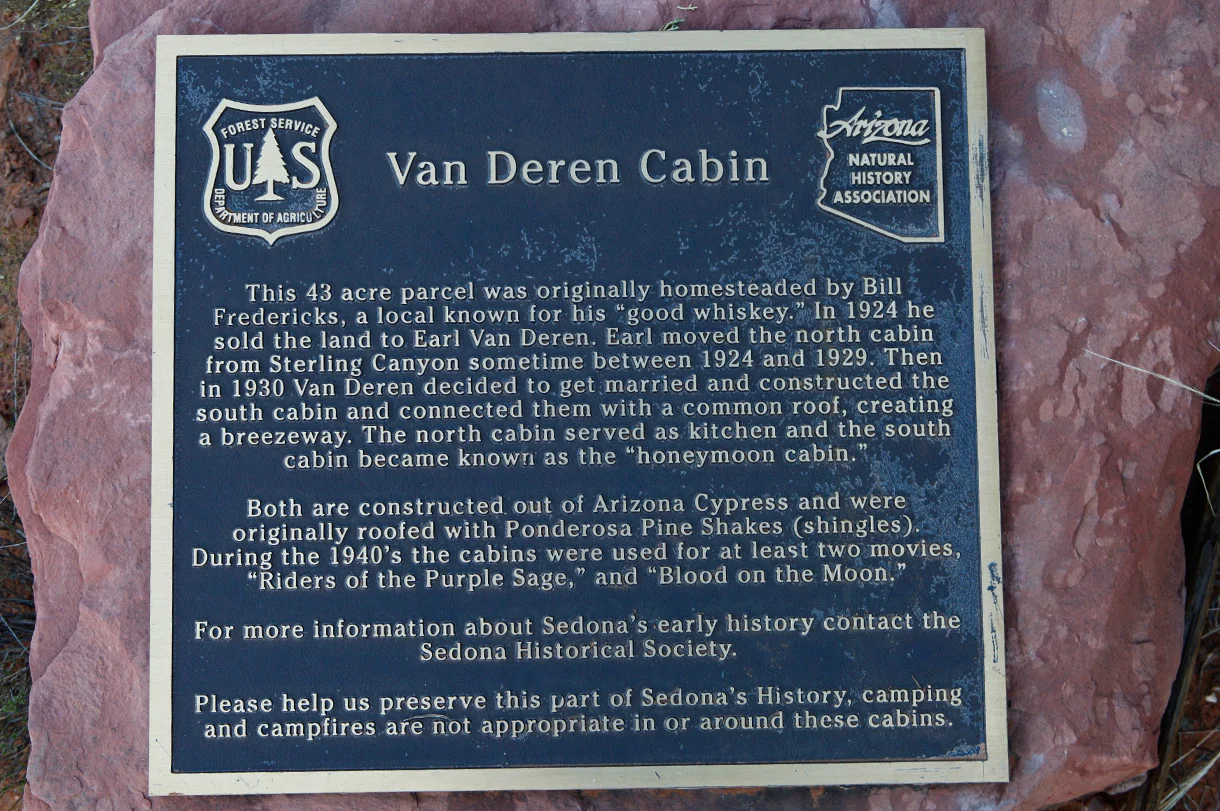 FOREST SERVICE
US
DEPARTMENT OF AGRICULTURE
Van Deren Cabin
Arizona
NATURAL
HISTORY
ASSOCIATION
This 43 acre parcel was originally homesteaded by Bill
Fredericks, a local known for his “good whiskey.” In 1924 he
sold the land to Earl Van Deren. Earl moved the north cabin
from Sterling Canyon sometime between 1924 and 1929. Then
in 1930 Van Deren decided to get married and constructed the
south cabin and connected them with a common roof, creating
a breezeway. The north cabin served as kitchen and the south
cabin became known as the “honeymoon cabin.”
Both are constructed out of Arizona Cypress and were
originally roofed with Ponderosa Pine Shakes (shingles).
During the 1940’s the cabins were used for at least two movies,
“Riders of the Purple Sage,” and “Blood on the Moon.”
For more information about Sedona’s early history contact the
Sedona Historical Society.
Please help us preserve this part of Sedona’s History, camping
and campfires are not appropriate in or around these cabins.